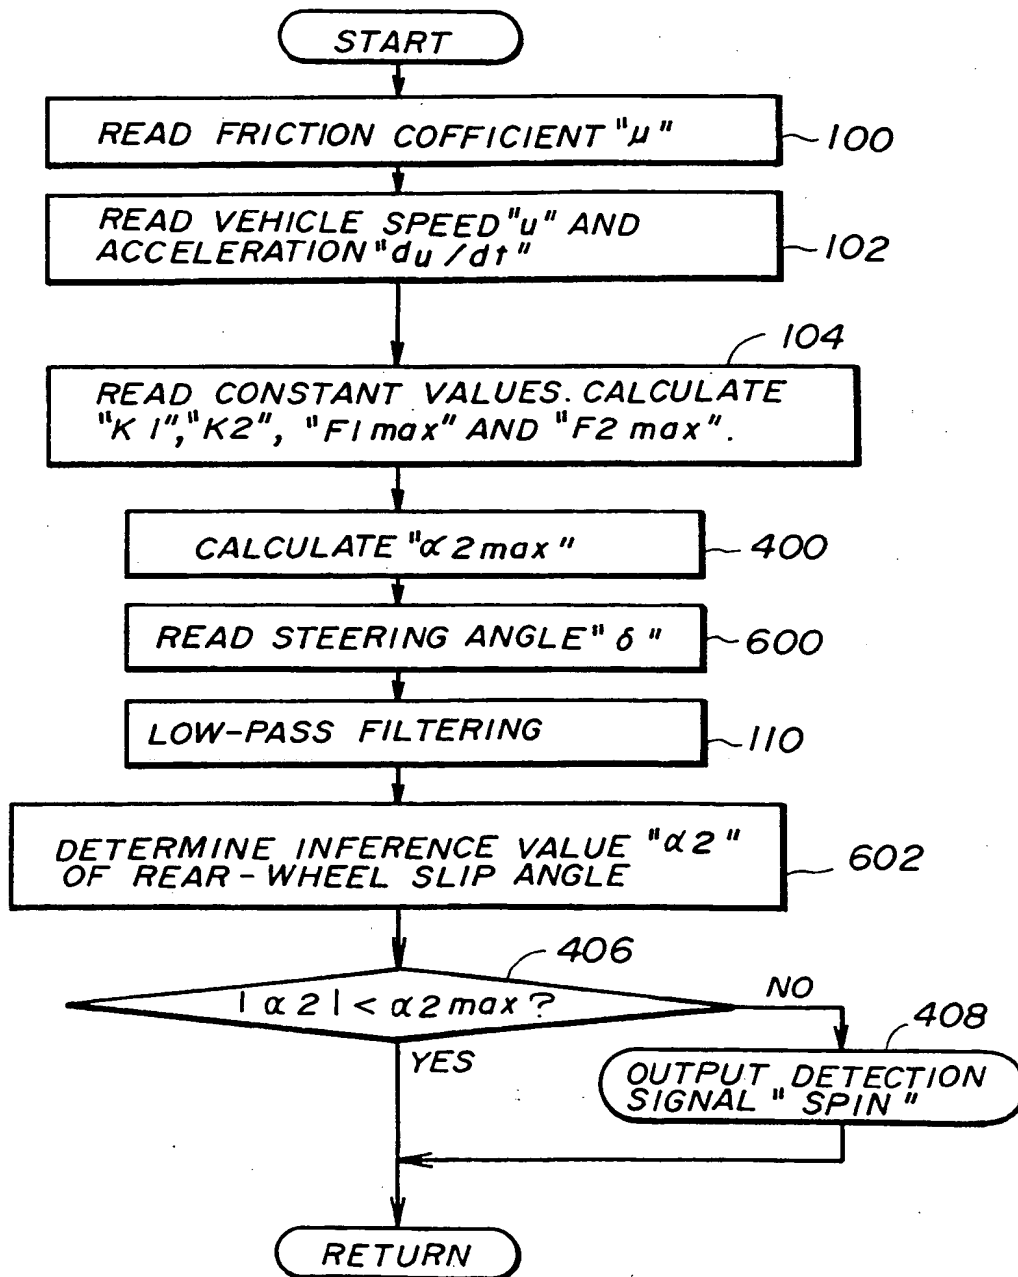 START
READ FRICTION COFFICIENT "μ"
100
READ VEHICLE SPEED "u" AND
ACCELERATION "du/dt"
102
104
READ CONSTANT VALUES. CALCULATE
"K1", "K2", "F1max" AND "F2max".
CALCULATE "α2max"
400
READ STEERING ANGLE "δ"
600
LOW-PASS FILTERING
110
DETERMINE INFERENCE VALUE "α2"
OF REAR-WHEEL SLIP ANGLE
602
406
|α2| < α2max?
NO
YES
408
OUTPUT DETECTION
SIGNAL "SPIN"
RETURN